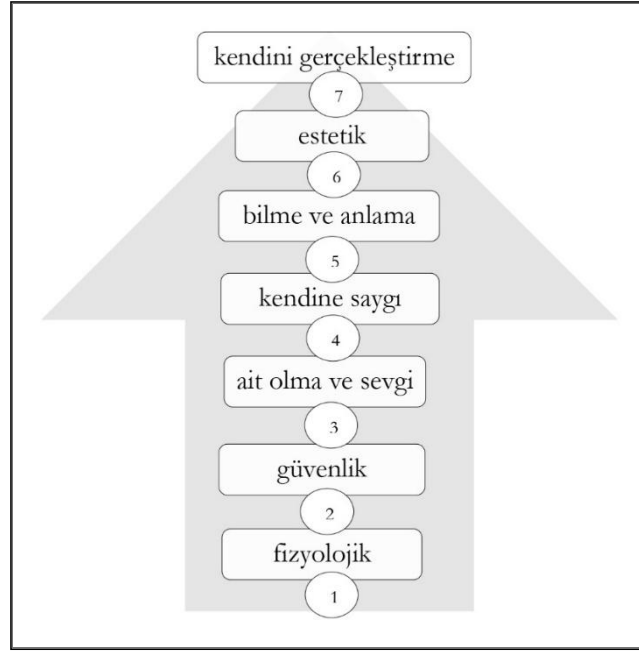 kendini gerçekleştirme
7
estetik
6
bilme ve anlama
5
kendine saygı
4
ait olma ve sevgi
3
güvenlik
2
fizyolojik
1